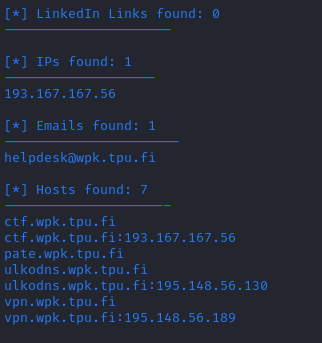 [*] LinkedIn Links found: 0
---------------------
[*] IPs found: 1
-------------------
193.167.167.56
[*] Emails found: 1
----------------------
helpdesk@wpk.tpu.fi
[*] Hosts found: 7
---------------------
ctf.wpk.tpu.fi
ctf.wpk.tpu.fi:193.167.167.56
pate.wpk.tpu.fi
ulkodns.wpk.tpu.fi
ulkodns.wpk.tpu.fi:195.148.56.130
vpn.wpk.tpu.fi
vpn.wpk.tpu.fi:195.148.56.189